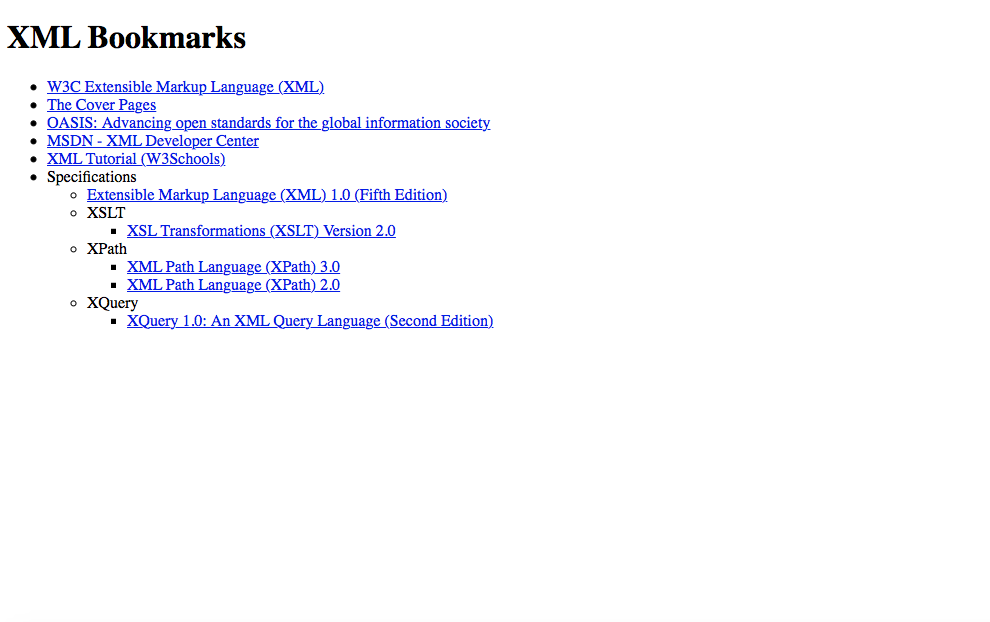 XML Bookmarks
W3C Extensible Markup Language (XML)
The Cover Pages
OASIS: Advancing open standards for the global information society
MSDN - XML Developer Center
XML Tutorial (W3Schools)
Specifications
Extensible Markup Language (XML) 1.0 (Fifth Edition)
XSLT
XSL Transformations (XSLT) Version 2.0
XPath
XML Path Language (XPath) 3.0
XML Path Language (XPath) 2.0
XQuery
XQuery 1.0: An XML Query Language (Second Edition)